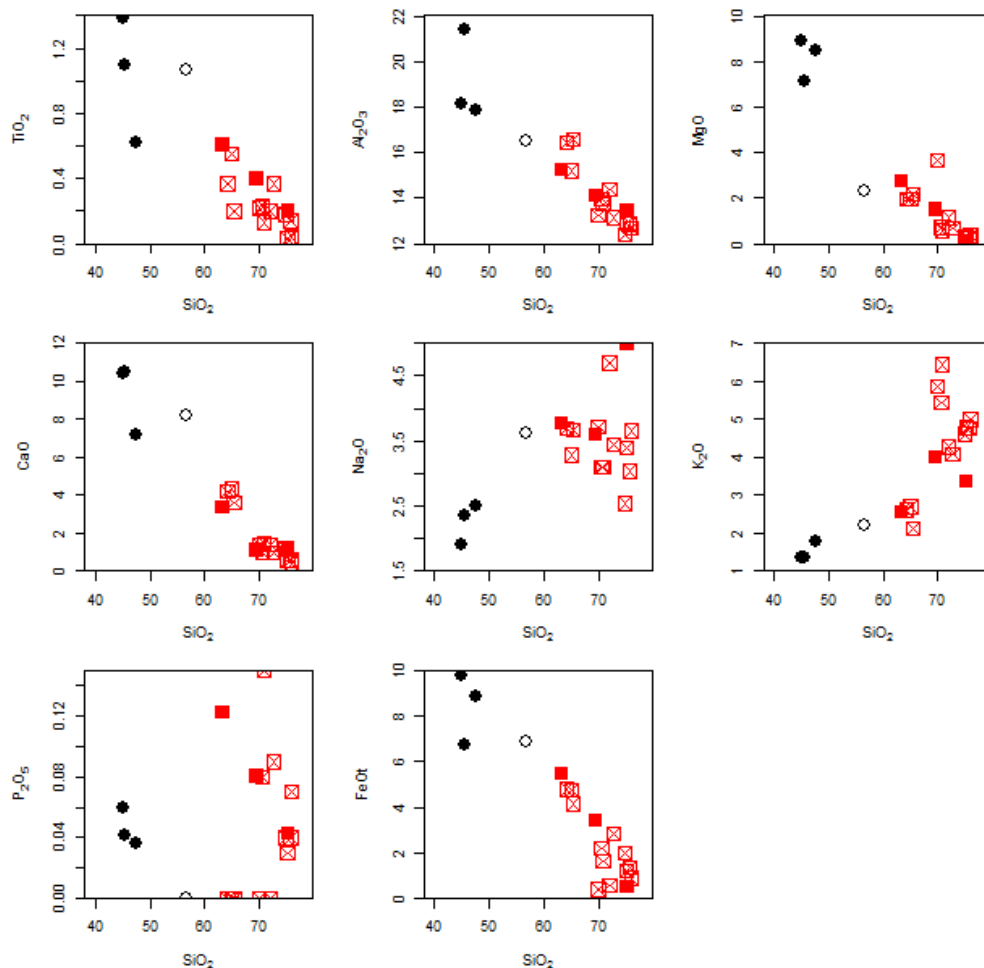 TiO₂
0.0 0.4 0.8 1.2
40 50 60 70
SiO₂
Al₂O₃
12 14 16 18 20 22
40 50 60 70
SiO₂
MgO
0 2 4 6 8 10
40 50 60 70
SiO₂
CaO
0 2 4 6 8 10 12
40 50 60 70
SiO₂
Na₂O
1.5 2.5 3.5 4.5
40 50 60 70
SiO₂
K₂O
1 2 3 4 5 6 7
40 50 60 70
SiO₂
P₂O₅
0.00 0.04 0.08 0.12
40 50 60 70
SiO₂
FeOt
0 2 4 6 8 10
40 50 60 70
SiO₂